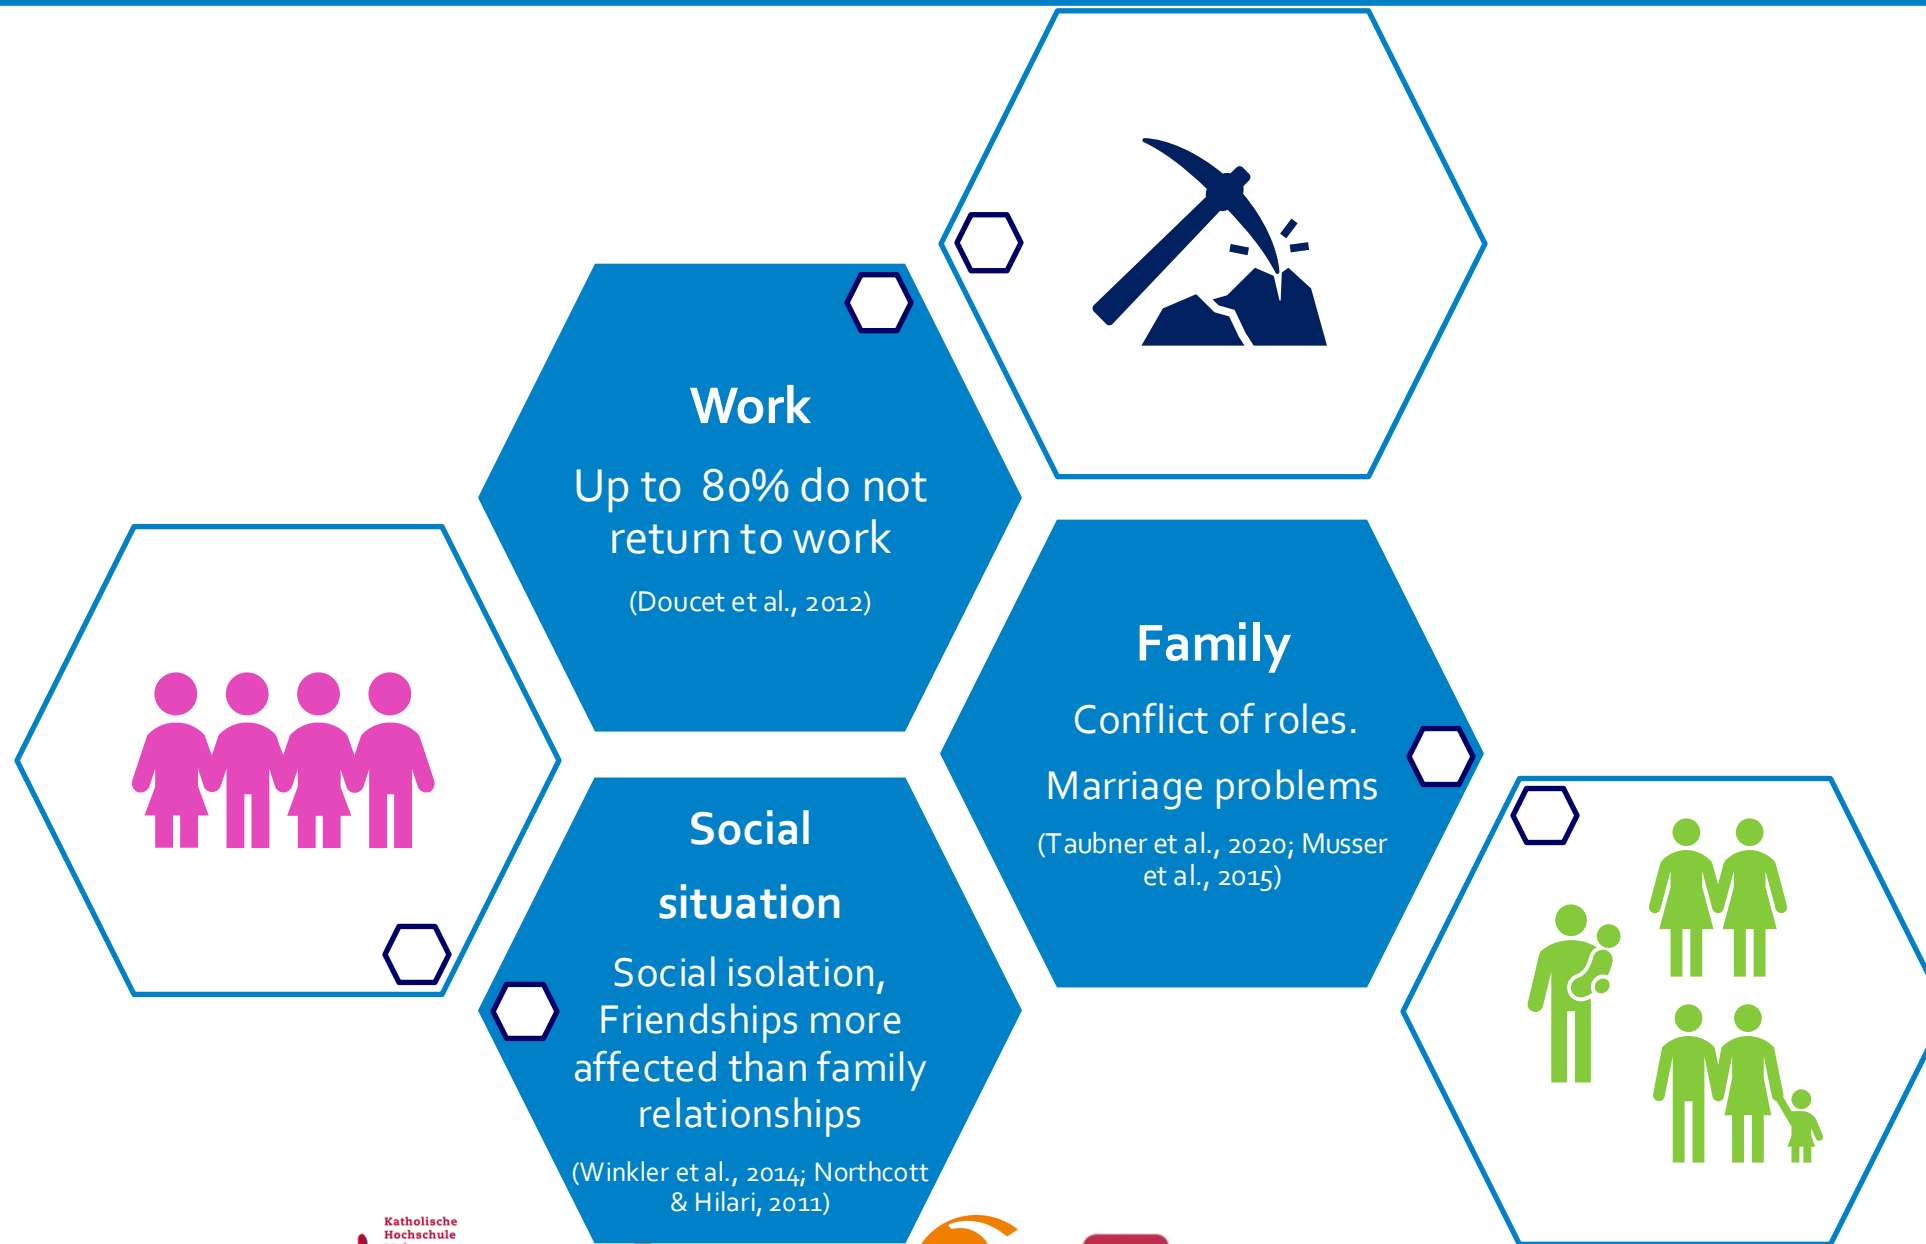 Work
Up to 80% do not
return to work
(Doucet et al., 2012)
Family
Conflict of roles.
Marriage problems
(Taubner et al., 2020; Musser
et al., 2015)
Social
situation
Social isolation,
Friendships more
affected than family
relationships
(Winkler et al., 2014; Northcott
& Hilari, 2011)
Katholische
Hochschule